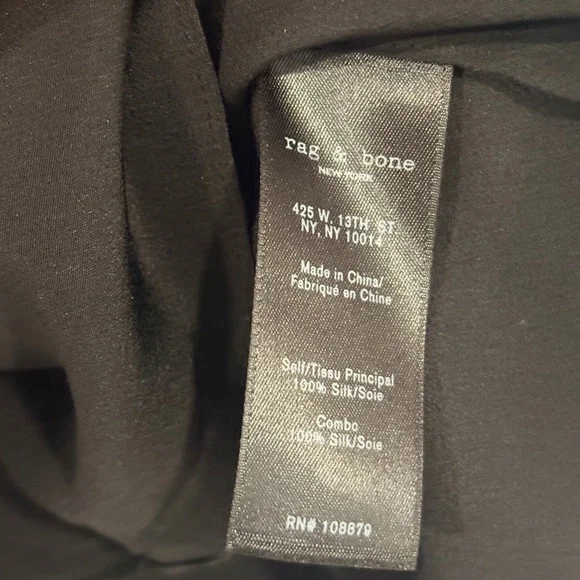 rag & bone
NEW YORK
425 W. 13TH ST.
NY, NY 10014
Made in China/
Fabriqué en Chine
Self/Tissu Principal
100% Silk/Soie
Combo
100% Silk/Soie
RN# 108879